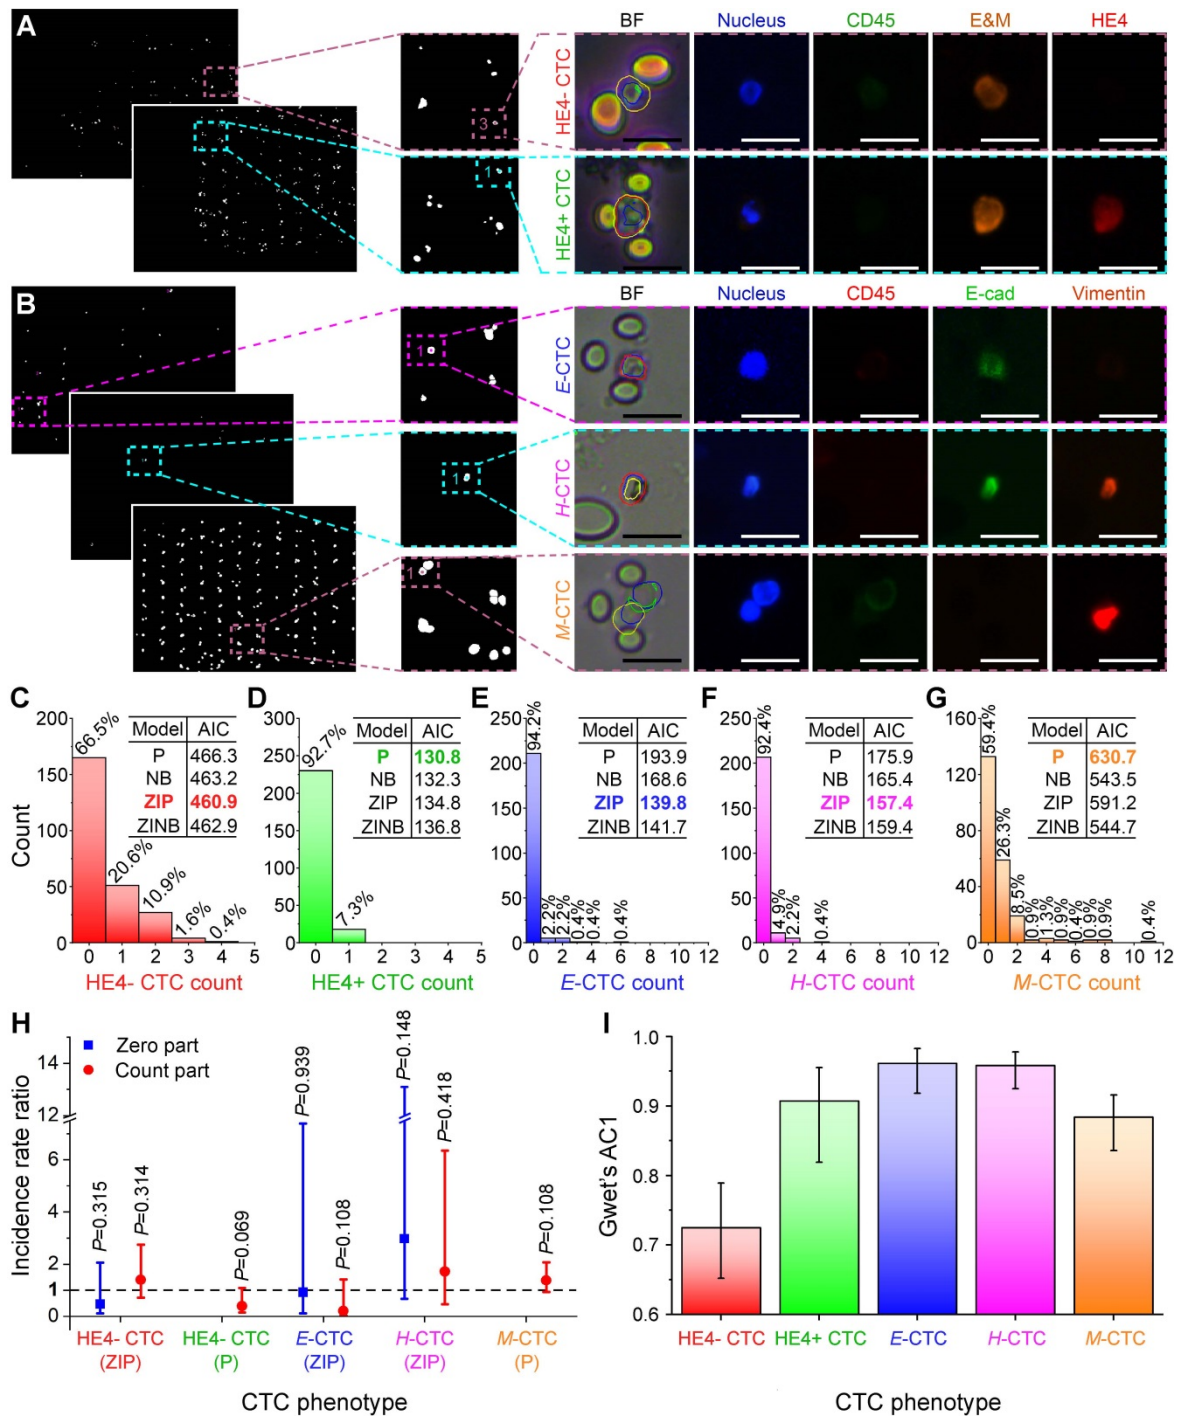 A
BF Nucleus CD45 E&M HE4
HE4- CTC
3
HE4+ CTC
1
B
BF Nucleus CD45 E-cad Vimentin
E-CTC
1
H-CTC
1
M-CTC
1
C
Count
200
150
100
50
0
66.5%
20.6%
10.9%
1.6%
0.4%
Model AIC
P 466.3
NB 463.2
ZIP 460.9
ZINB 462.9
0 1 2 3 4 5
HE4- CTC count
D
300
250
200
150
100
50
0
92.7%
7.3%
Model AIC
P 130.8
NB 132.3
ZIP 134.8
ZINB 136.8
0 1 2 3 4 5
HE4+ CTC count
E
250
200
150
100
50
0
94.2%
2.2%
2.2%
0.4%
0.4%
0.4%
Model AIC
P 193.9
NB 168.6
ZIP 139.8
ZINB 141.7
0 2 4 6 8 10 12
E-CTC count
F
250
200
150
100
50
0
92.4%
4.9%
2.2%
0.4%
Model AIC
P 175.9
NB 165.4
ZIP 157.4
ZINB 159.4
0 2 4 6 8 10 12
H-CTC count
G
160
120
80
40
0
59.4%
26.3%
8.5%
0.9%
1.3%
0.9%
0.4%
0.9%
0.9%
0.4%
Model AIC
P 630.7
NB 543.5
ZIP 591.2
ZINB 544.7
0 2 4 6 8 10 12
M-CTC count
H
Incidence rate ratio
14
12
6
4
2
1
0
Zero part
Count part
P=0.315
P=0.314
P=0.069
P=0.939
P=0.108
P=0.148
P=0.418
P=0.108
HE4- CTC HE4- CTC E-CTC H-CTC M-CTC
(ZIP) (P) (ZIP) (ZIP) (P)
CTC phenotype
I
Gwet's AC1
1.0
0.9
0.8
0.7
0.6
HE4- CTC HE4+ CTC E-CTC H-CTC M-CTC
CTC phenotype